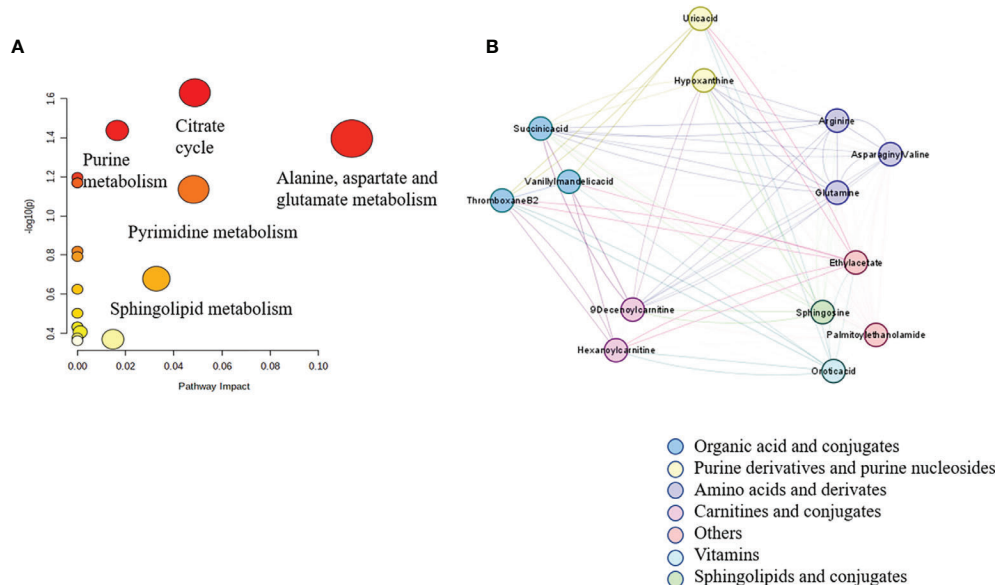 A
B
1.6
1.4
1.2
1.0
0.8
0.6
0.4
-log10(p)
0.00
0.02
0.04
0.06
0.08
0.10
Pathway Impact
Citrate
cycle
Purine
metabolism
Alanine, aspartate and
glutamate metabolism
Pyrimidine metabolism
Sphingolipid metabolism
Uricacid
Hypoxanthine
Succinicacid
Arginine
AsparaginylValine
Vanillylmandelicacid
ThromboxaneB2
Glutamine
Ethylacetate
9Decenoylcarnitine
Sphingosine
Palmitoylethanolamide
Hexanoylcarnitine
Oroticacid
Organic acid and conjugates
Purine derivatives and purine nucleosides
Amino acids and derivates
Carnitines and conjugates
Others
Vitamins
Sphingolipids and conjugates